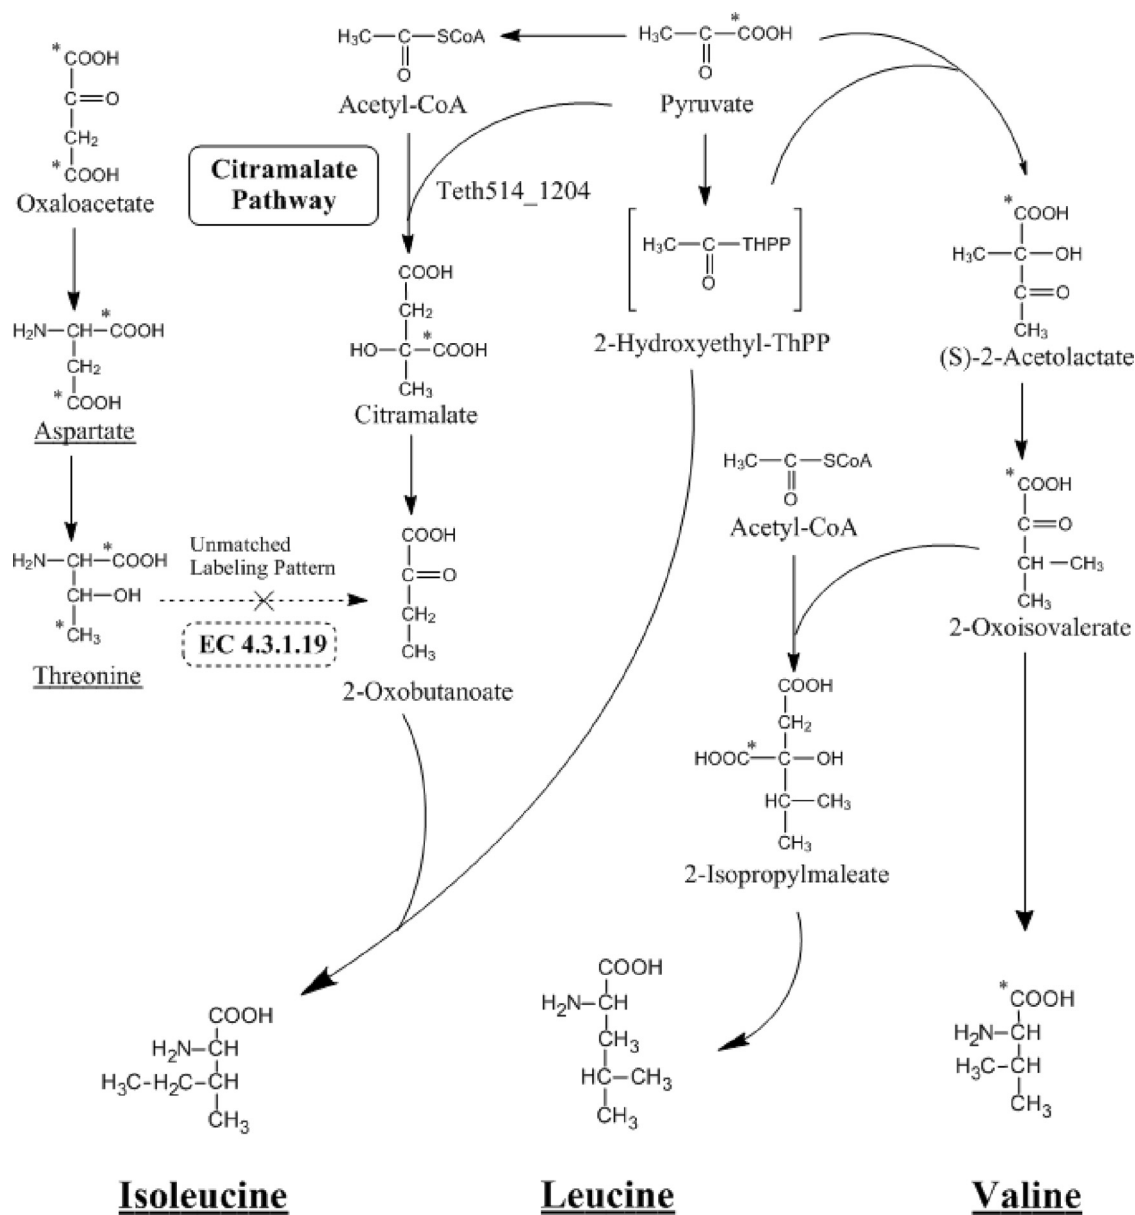 *
COOH
C=O
CH2
*
COOH
Oxaloacetate
H3C—C—SCoA
O
Acetyl-CoA
*
H3C—C—COOH
O
Pyruvate
Citramalate
Pathway
Teth514_1204
H3C—C—THPP
O
2-Hydroxyethyl-ThPP
*
COOH
H3C—C—OH
C=O
CH3
(S)-2-Acetolactate
*
H2N—CH—COOH
CH2
*
COOH
Aspartate
COOH
CH2
*
HO—C—COOH
CH3
Citramalate
H3C—C—SCoA
O
Acetyl-CoA
*
COOH
C=O
CH—CH3
CH3
2-Oxoisovalerate
*
H2N—CH—COOH
CH—OH
*
CH3
Threonine
Unmatched
Labeling Pattern
EC 4.3.1.19
COOH
C=O
CH2
CH3
2-Oxobutanoate
COOH
CH2
*
HOOC—C—OH
HC—CH3
CH3
2-Isopropylmaleate
COOH
H2N—CH
H3C-H2C-CH
CH3
Isoleucine
COOH
H2N—CH
CH3
HC—CH3
CH3
Leucine
*
COOH
H2N—CH
H3C-CH
CH3
Valine